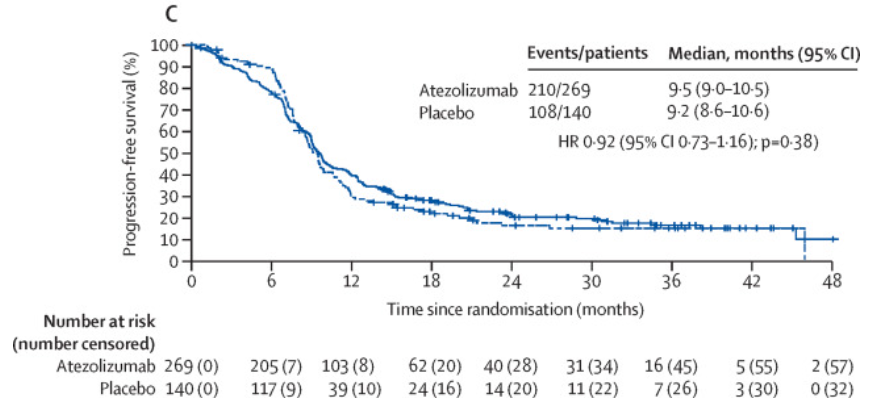 C
Events/patients Median, months (95% CI)
Atezolizumab 210/269 9·5 (9·0–10·5)
Placebo 108/140 9·2 (8·6–10·6)
HR 0·92 (95% CI 0·73–1·16); p=0·38)
Progression-free survival (%)
100
90
80
70
60
50
40
30
20
10
0
0 6 12 18 24 30 36 42 48
Time since randomisation (months)
Number at risk
(number censored)
Atezolizumab 269 (0) 205 (7) 103 (8) 62 (20) 40 (28) 31 (34) 16 (45) 5 (55) 2 (57)
Placebo 140 (0) 117 (9) 39 (10) 24 (16) 14 (20) 11 (22) 7 (26) 3 (30) 0 (32)